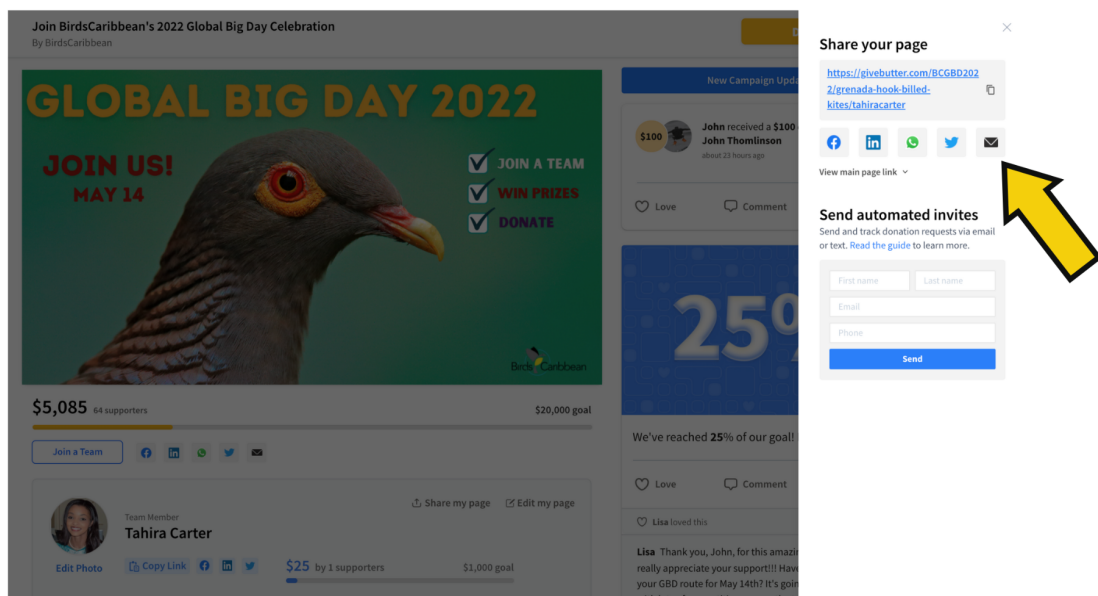 Join BirdsCaribbean's 2022 Global Big Day Celebration
By BirdsCaribbean
GLOBAL BIG DAY 2022
JOIN US!
MAY 14
JOIN A TEAM
WIN PRIZES
DONATE
BirdsCaribbean
$5,085 64 supporters
$20,000 goal
Join a Team
Share my page
Edit my page
Team Member
Tahira Carter
Edit Photo
Copy Link
$25 by 1 supporters
$1,000 goal
New Campaign Upda
$100
John received a $100
John Thomlinson
about 23 hours ago
Love
Comment
25%
We've reached 25% of our goal!
Love
Comment
Lisa loved this
Lisa Thank you, John, for this amazin
really appreciate your support!!! Have
your GBD route for May 14th? It's goin
Share your page
https://givebutter.com/BCGBD202
2/grenada-hook-billed-
kites/tahiracarter
View main page link
Send automated invites
Send and track donation requests via email
or text. Read the guide to learn more.
First name
Last name
Email
Phone
Send